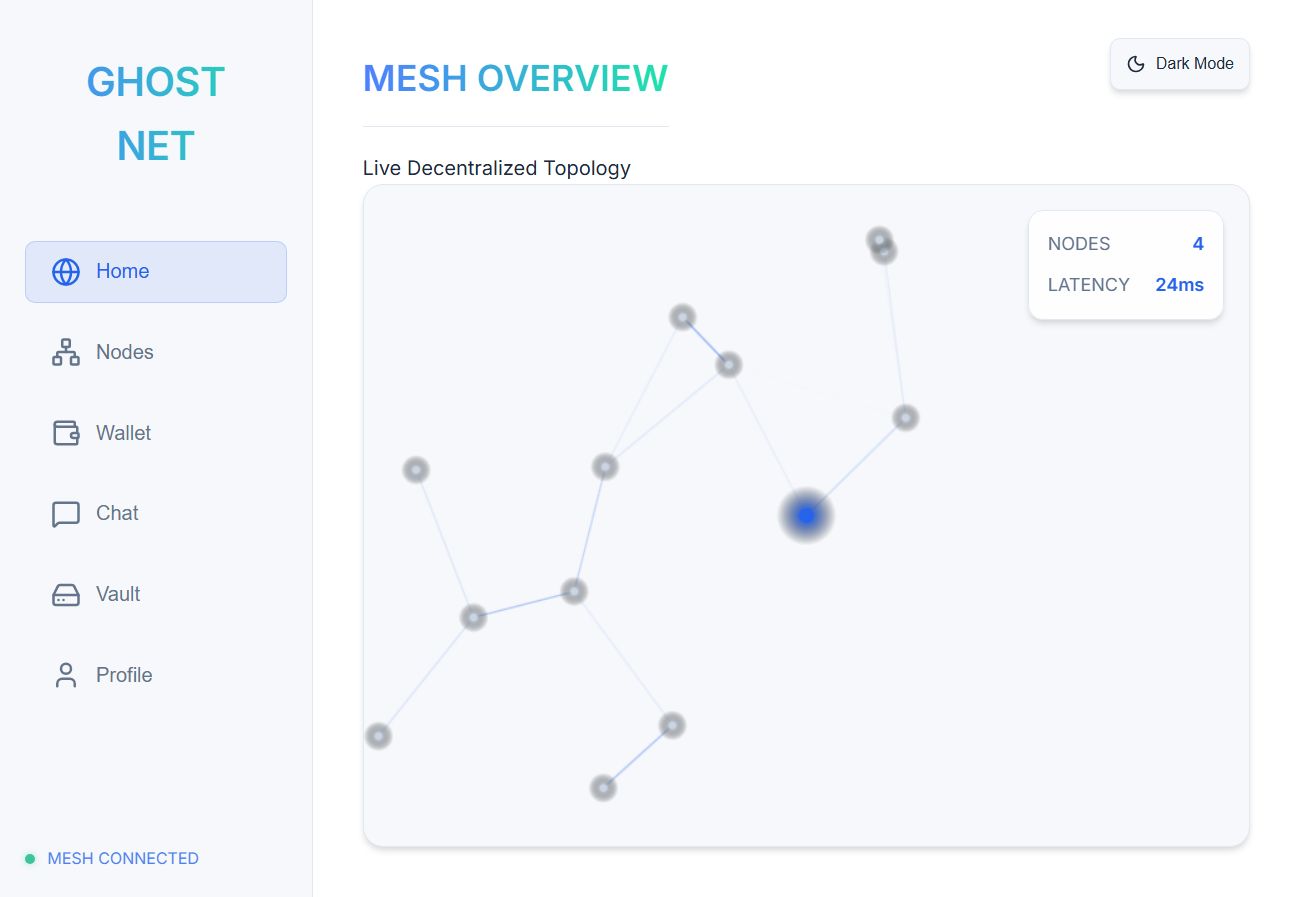 GHOST
NET
Home
Nodes
Wallet
Chat
Vault
Profile
MESH CONNECTED
MESH OVERVIEW
Dark Mode
Live Decentralized Topology
NODES 4
LATENCY 24ms